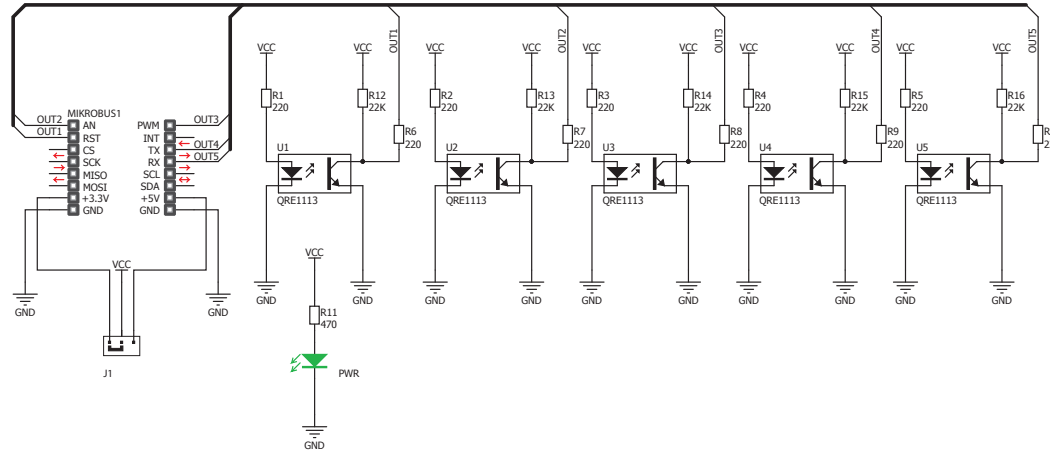 OUT1
OUT2
OUT3
OUT4
OUT5
VCC
VCC
VCC
VCC
VCC
VCC
VCC
VCC
VCC
VCC
R1
220
R12
22K
R2
220
R13
22K
R3
220
R14
22K
R4
220
R15
22K
R5
220
R16
22K
R6
220
R7
220
R8
220
R9
220
R
2
MIKROBUS1
OUT2
AN
PWM
OUT3
OUT1
RST
INT
CS
TX
OUT4
SCK
RX
OUT5
MISO
SCL
MOSI
SDA
+3.3V
+5V
GND
GND
U1
QRE1113
U2
QRE1113
U3
QRE1113
U4
QRE1113
U5
QRE1113
VCC
VCC
GND
GND
GND
GND
GND
GND
GND
GND
GND
GND
GND
GND
R11
470
PWR
J1
GND